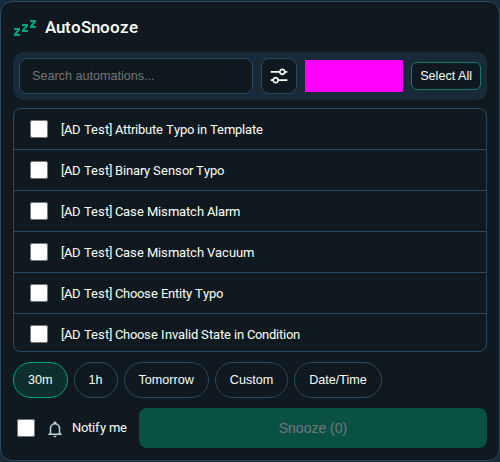 zzz AutoSnooze
Search automations...
Select All
[AD Test] Attribute Typo in Template
[AD Test] Binary Sensor Typo
[AD Test] Case Mismatch Alarm
[AD Test] Case Mismatch Vacuum
[AD Test] Choose Entity Typo
[AD Test] Choose Invalid State in Condition
30m 1h Tomorrow Custom Date/Time
Notify me Snooze (0)